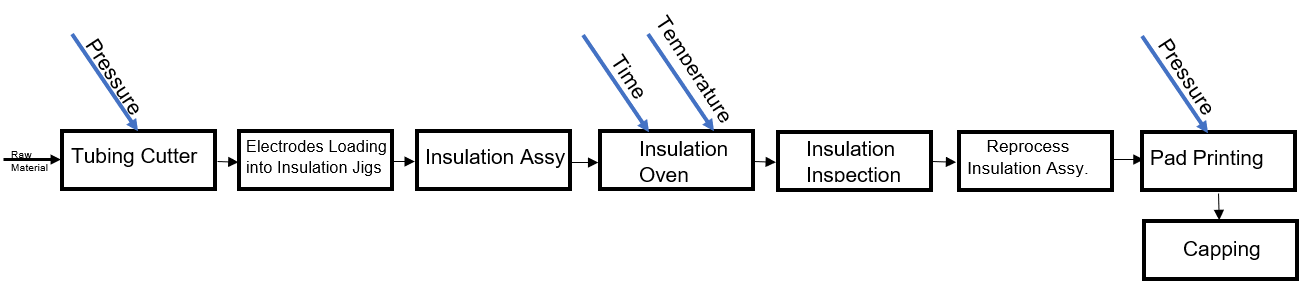 Pressure
Time
Temperature
Pressure
Raw
Material
Tubing Cutter
Electrodes Loading
into Insulation Jigs
Insulation Assy
Insulation
Oven
Insulation
Inspection
Reprocess
Insulation Assy.
Pad Printing
Capping